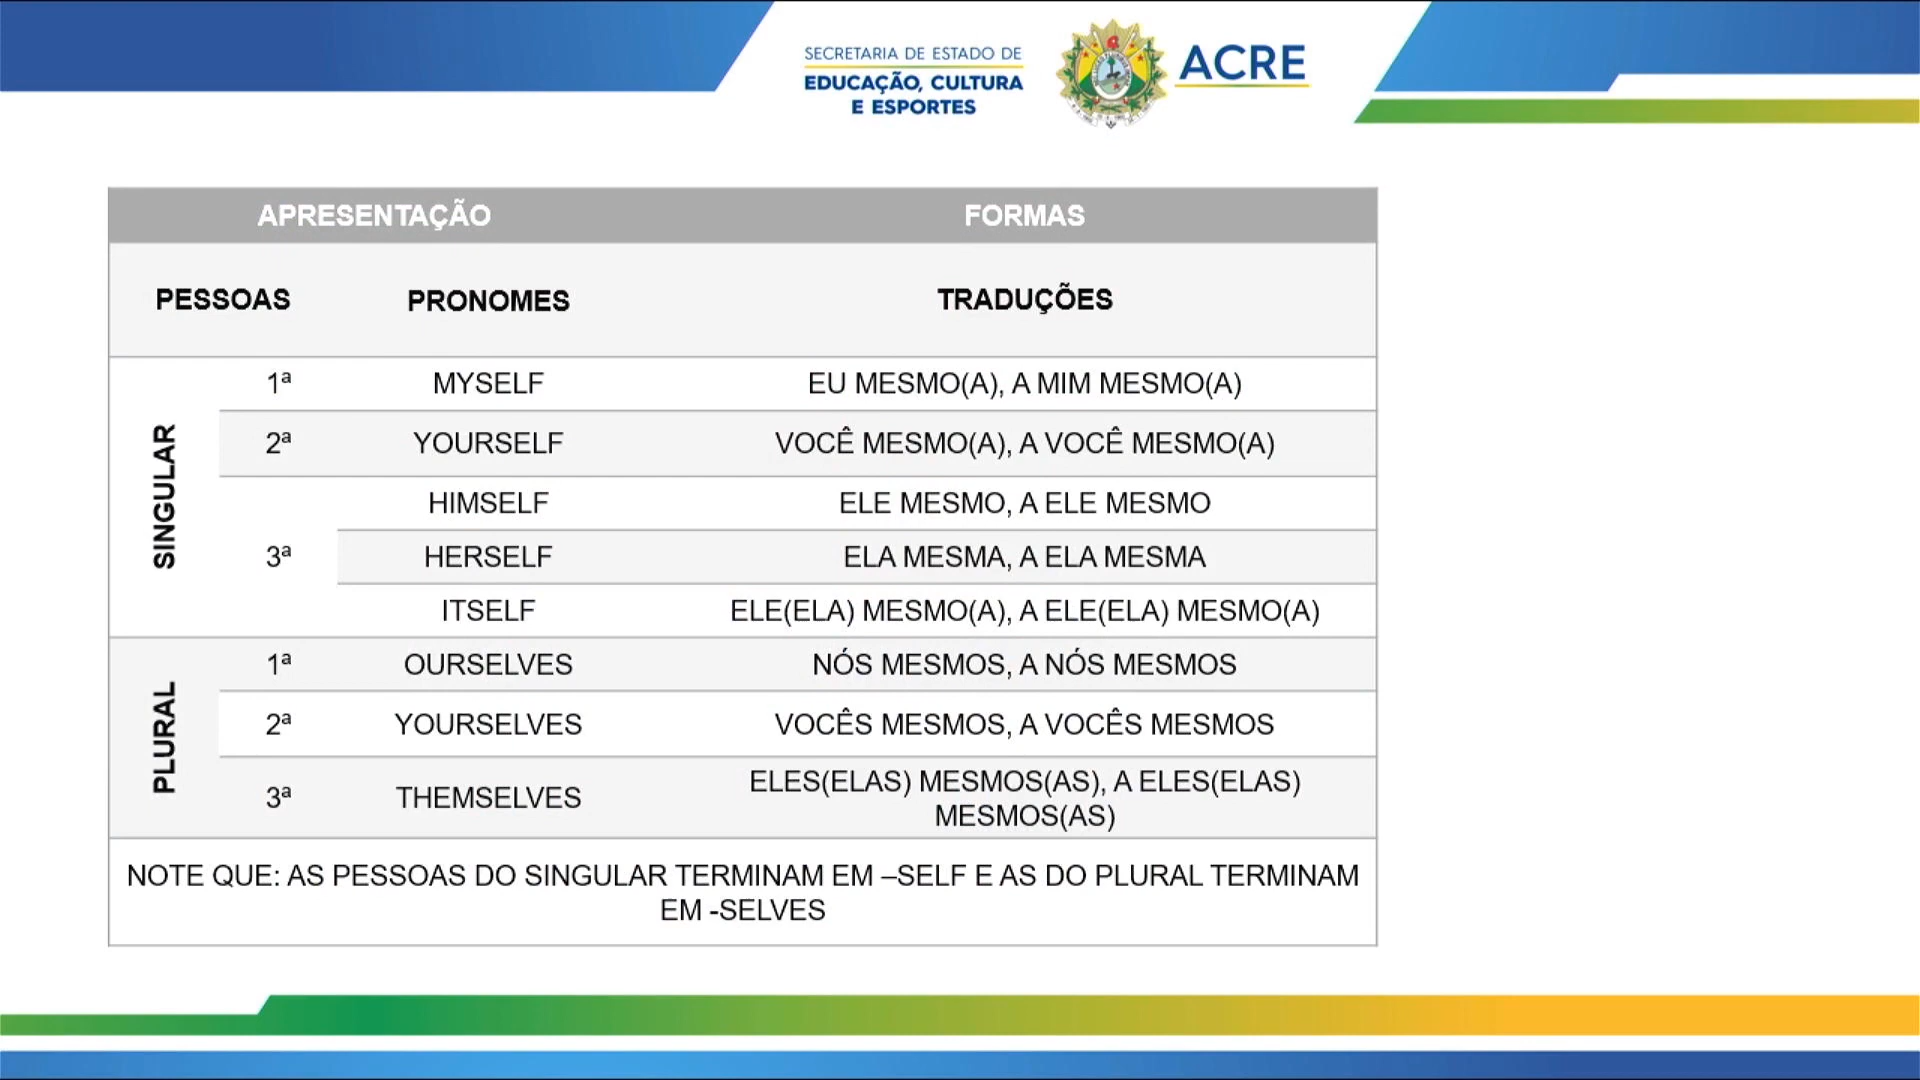 SECRETARIA DE ESTADO DE
EDUCAÇÃO, CULTURA
E ESPORTES
ACRE
APRESENTAÇÃO FORMAS
PESSOAS PRONOMES TRADUÇÕES
SINGULAR
1ª MYSELF EU MESMO(A), A MIM MESMO(A)
2ª YOURSELF VOCÊ MESMO(A), A VOCÊ MESMO(A)
3ª
HIMSELF ELE MESMO, A ELE MESMO
HERSELF ELA MESMA, A ELA MESMA
ITSELF ELE(ELA) MESMO(A), A ELE(ELA) MESMO(A)
PLURAL
1ª OURSELVES NÓS MESMOS, A NÓS MESMOS
2ª YOURSELVES VOCÊS MESMOS, A VOCÊS MESMOS
3ª THEMSELVES ELES(ELAS) MESMOS(AS), A ELES(ELAS)
MESMOS(AS)
NOTE QUE: AS PESSOAS DO SINGULAR TERMINAM EM –SELF E AS DO PLURAL TERMINAM
EM -SELVES